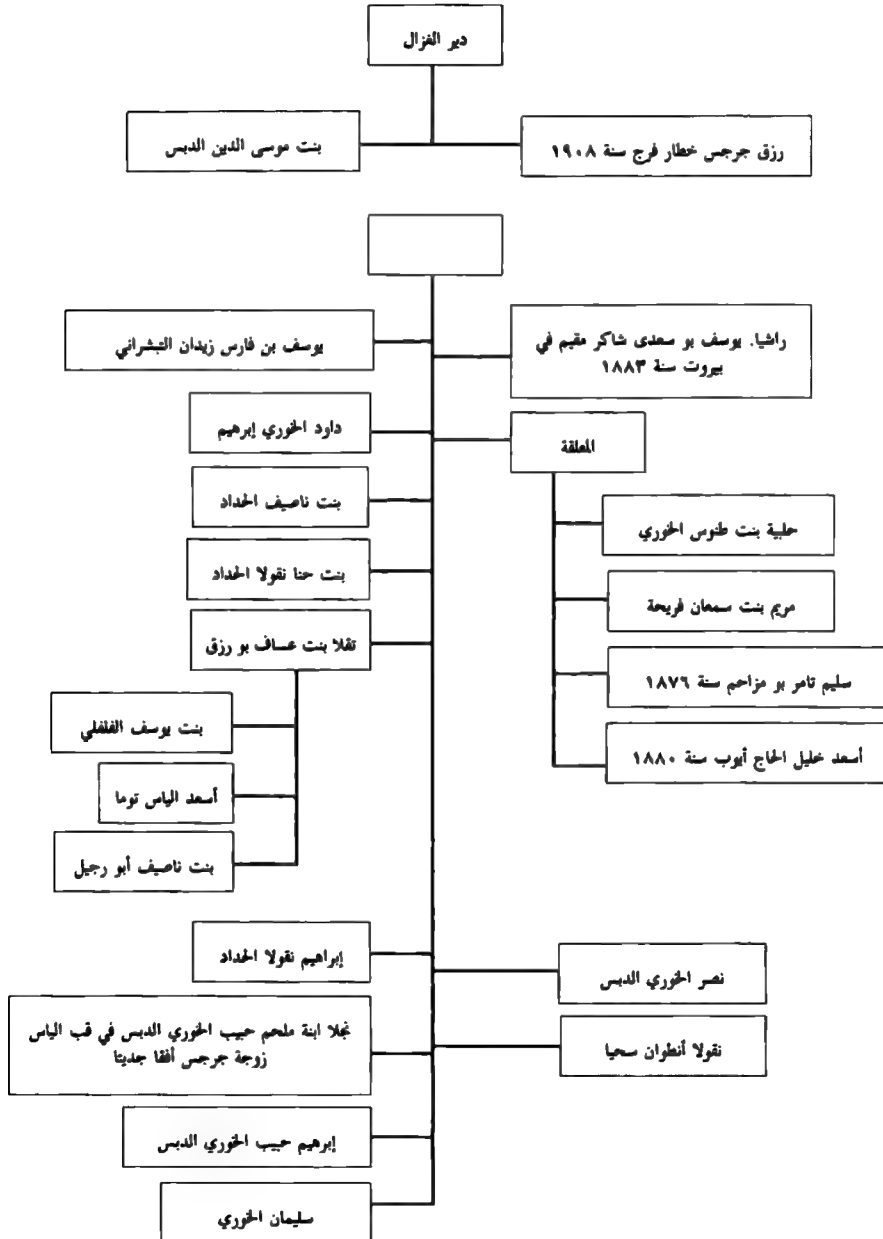 دير الغزال
رزق جرجس خطار فرج سنة ١٩٠٨
بنت موسى الدين الدبس
راشيا. يوسف بو سعدى شاكر مقيم في
بيروت سنة ١٨٨٣
يوسف بن فارس زيدان التبشراني
المعلقة
داود الخوري إبرهيم
حلبية بنت طنوس الخوري
بنت ناصيف الحداد
مريم بنت سمعان فريحة
بنت حنا نقولا الحداد
سليم تامر بو مزاحم سنة ١٨٧٦
تقلا بنت عساف بو رزق
أسعد خليل الحاج أيوب سنة ١٨٨٠
بنت يوسف الفلفلي
أسعد الياس توما
بنت ناصيف أبو رجيل
إبراهيم نقولا الحداد
نصر الخوري الدبس
نجلا ابنة ملحم حبيب الخوري الدبس في قب الياس
زوجة جرجس أفقا جديتا
نقولا أنطوان سحيا
إبرهيم حبيب الخوري الدبس
سليمان الخوري